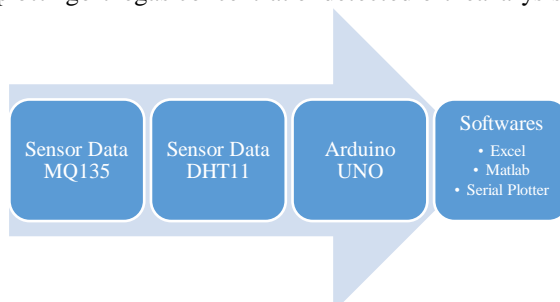 Sensor Data
MQ135
Sensor Data
DHT11
Arduino
UNO
Softwares
• Excel
• Matlab
• Serial Plotter